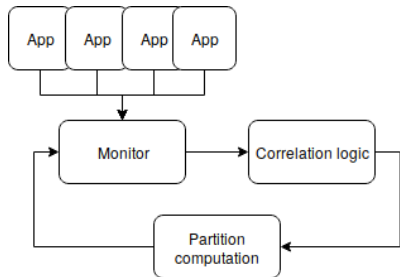 App App App App
Monitor
Correlation logic
Partition
computation